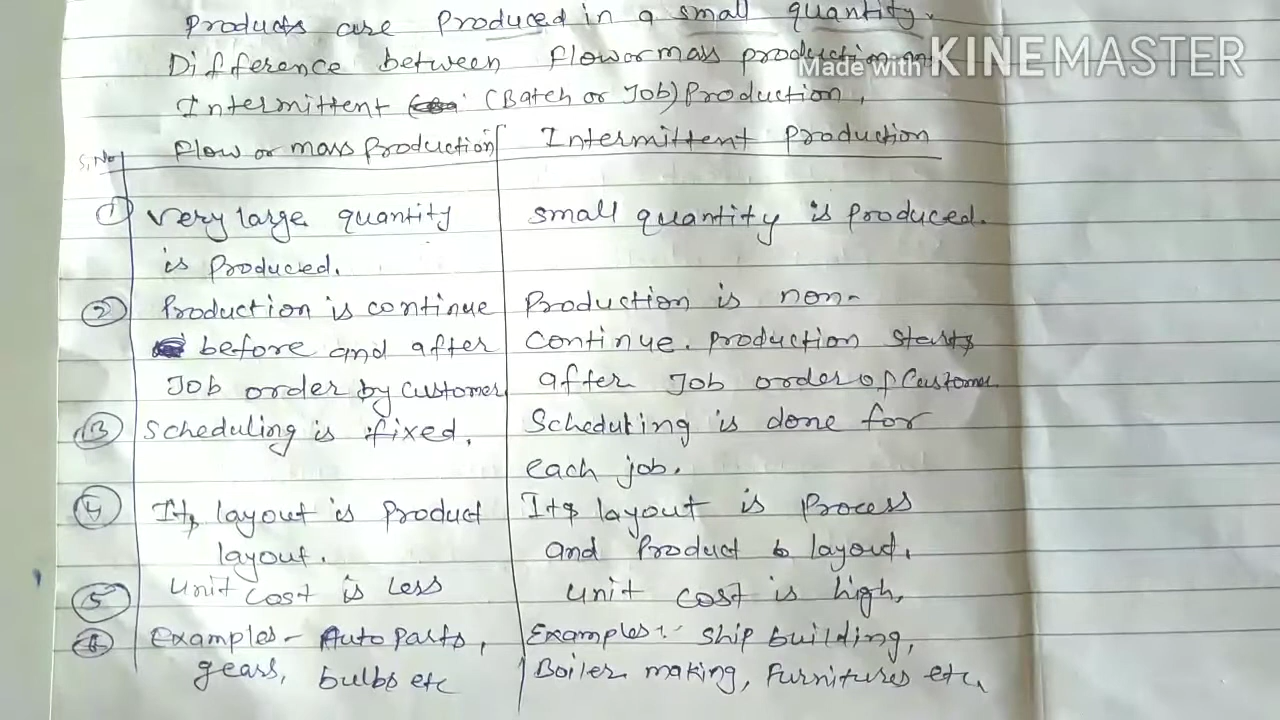 Products are Produced in a small quantity.
Difference between Flow or mass production
Made with KINEMASTER
Intermittent (Batch or Job) Production,
S.No Flow or mass Production Intermittent Production
① Very large quantity small quantity is produced.
is Produced.
② Production is continue Production is non-
before and after continue. Production starts
Job order by customer after Job order of Customer
③ Scheduling is fixed. Scheduling is done for
each job.
④ Its layout is Product Its layout is Process
layout. and Product layout.
⑤ Unit cost is Less Unit cost is high,
⑥ Examples- Auto parts, Examples:- Ship building,
gears, bulbs etc Boiler making, Furnitures etc.